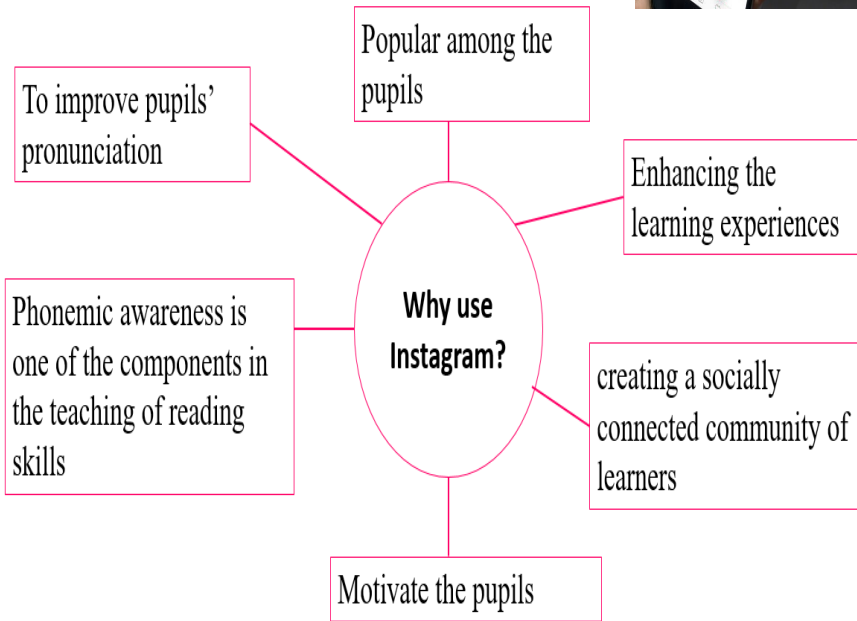 Popular among the
pupils
To improve pupils’
pronunciation
Enhancing the
learning experiences
Why use
Instagram?
Phonemic awareness is
one of the components in
the teaching of reading
skills
creating a socially
connected community of
learners
Motivate the pupils